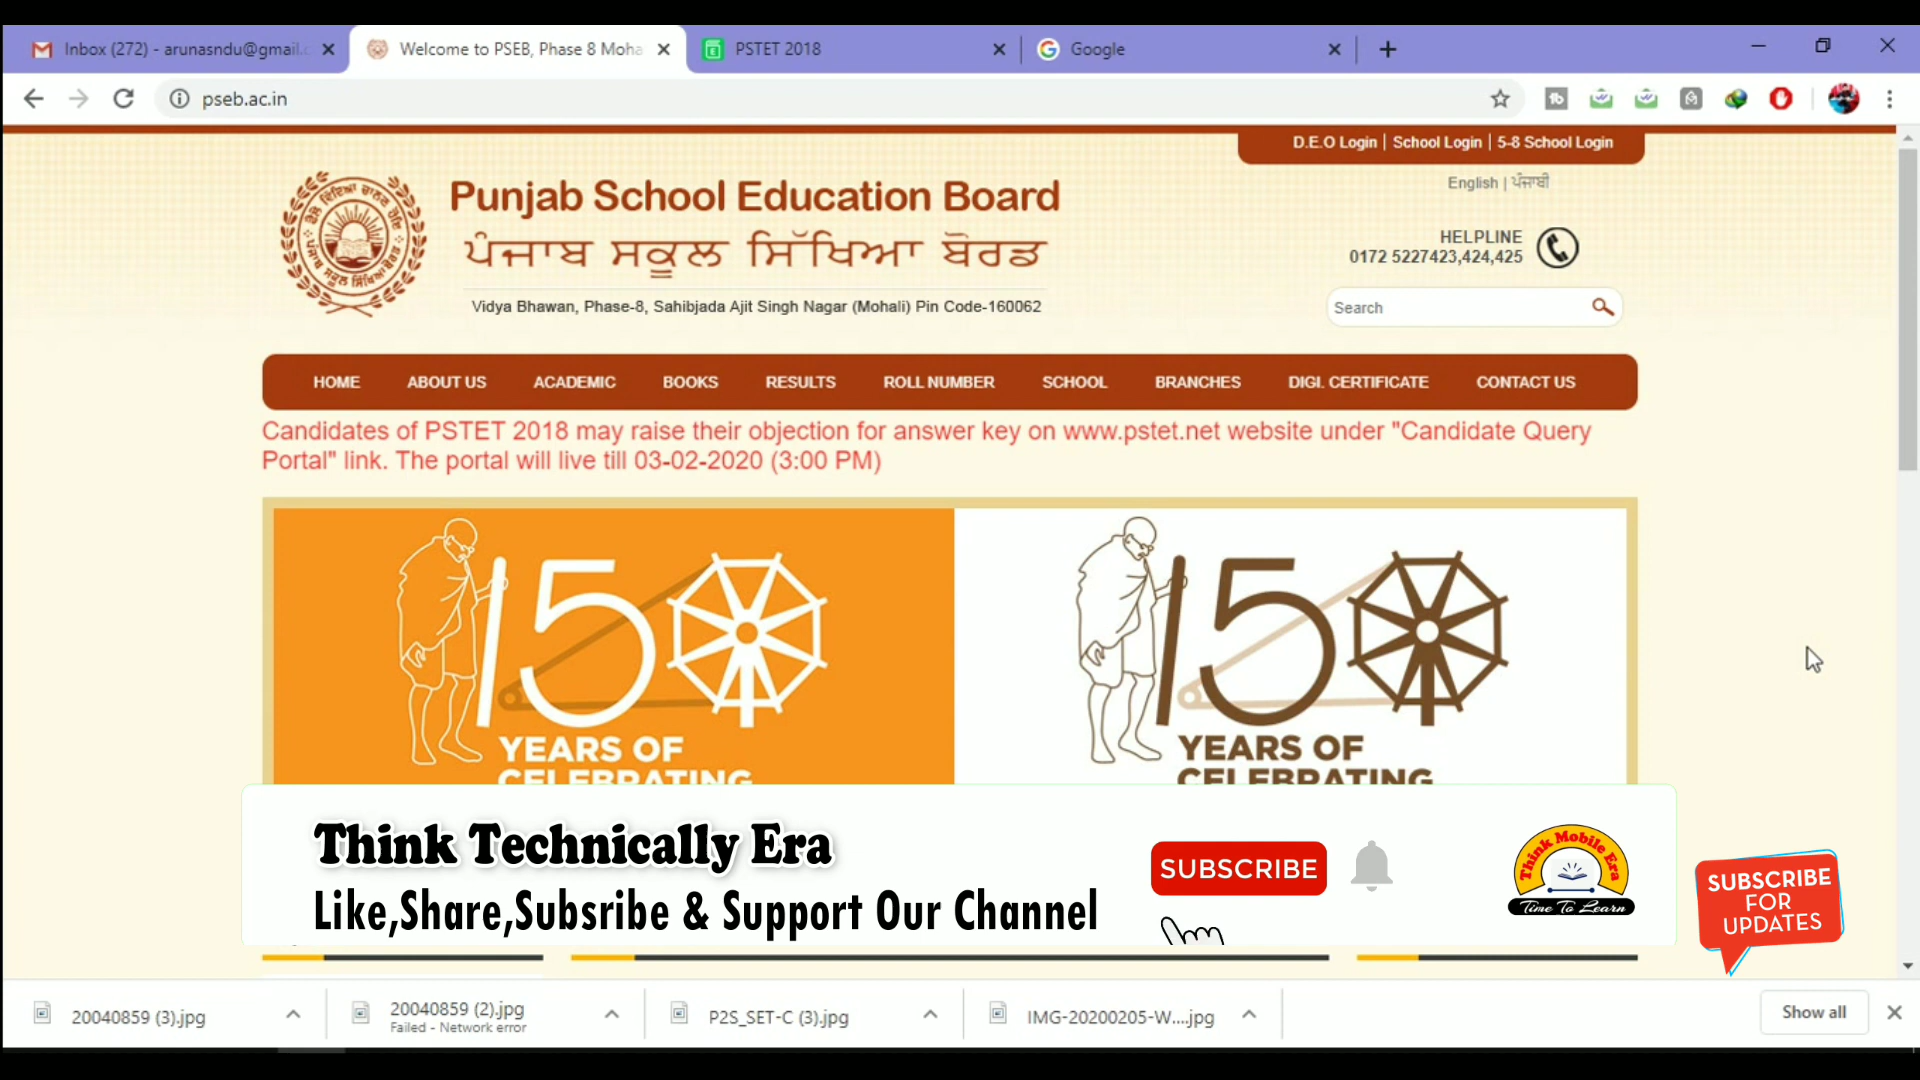 Inbox (272) - arunasndu@gmail.c
Welcome to PSEB, Phase 8 Moha
PSTET 2018
Google
pseb.ac.in
D.E.O Login | School Login | 5-8 School Login
English | ਪੰਜਾਬੀ
Punjab School Education Board
ਪੰਜਾਬ ਸਕੂਲ ਸਿੱਖਿਆ ਬੋਰਡ
Vidya Bhawan, Phase-8, Sahibjada Ajit Singh Nagar (Mohali) Pin Code-160062
HELPLINE
0172 5227423,424,425
Search
HOME ABOUT US ACADEMIC BOOKS RESULTS ROLL NUMBER SCHOOL BRANCHES DIGI. CERTIFICATE CONTACT US
Candidates of PSTET 2018 may raise their objection for answer key on www.pstet.net website under "Candidate Query
Portal" link. The portal will live till 03-02-2020 (3:00 PM)
150
YEARS OF
CELEBRATING
150
YEARS OF
CELEBRATING
Think Technically Era
Like,Share,Subsribe & Support Our Channel
SUBSCRIBE
Think Mobile Era
Time To Learn
SUBSCRIBE
FOR
UPDATES
20040859 (3).jpg
20040859 (2).jpg
Failed - Network error
P2S_SET-C (3).jpg
IMG-20200205-W....jpg
Show all